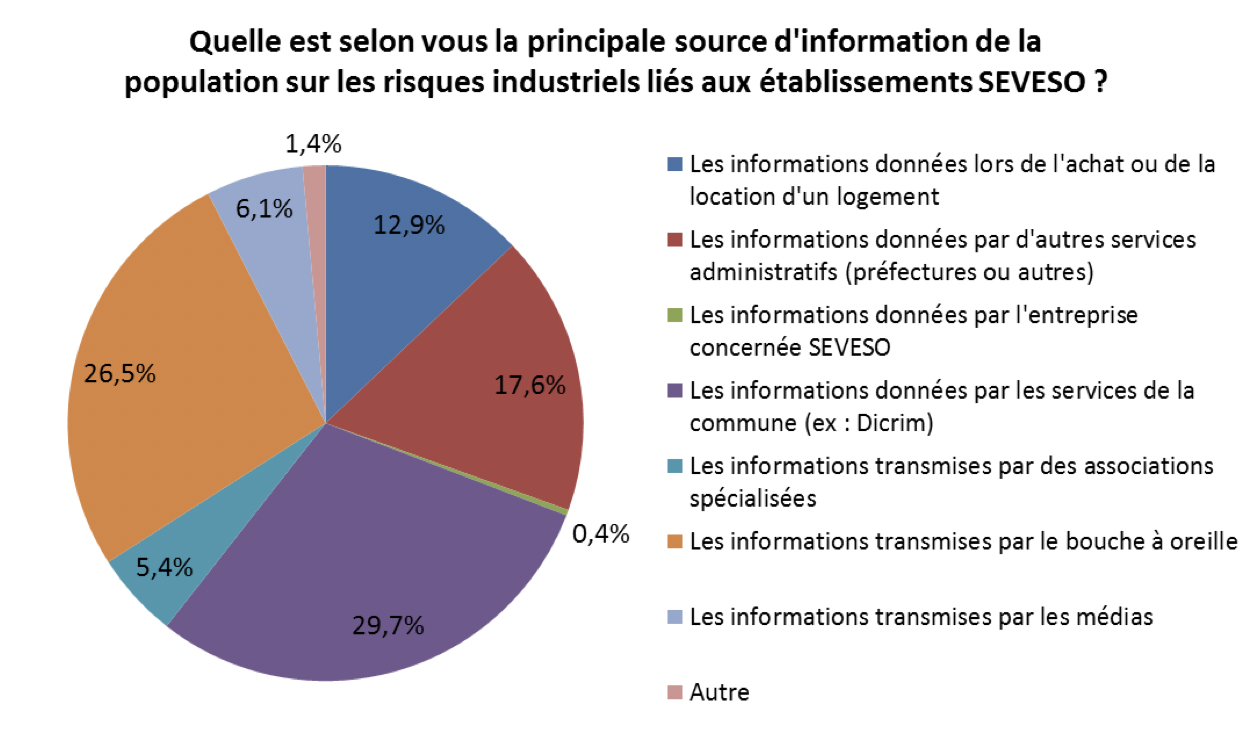 Quelle est selon vous la principale source d'information de la
population sur les risques industriels liés aux établissements SEVESO ?
1,4%
6,1%
12,9%
26,5%
17,6%
0,4%
5,4%
29,7%
Les informations données lors de l'achat ou de la
location d'un logement
Les informations données par d'autres services
administratifs (préfectures ou autres)
Les informations données par l'entreprise
concernée SEVESO
Les informations données par les services de la
commune (ex : Dicrim)
Les informations transmises par des associations
spécialisées
Les informations transmises par le bouche à oreille
Les informations transmises par les médias
Autre